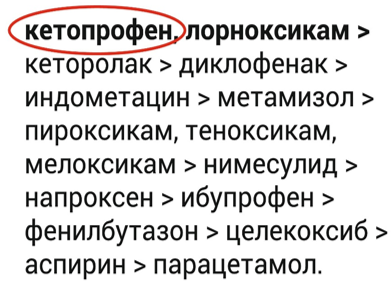 кетопрофен, лорноксикам >
кеторолак > диклофенак >
индометацин > метамизол >
пироксикам, теноксикам,
мелоксикам > нимесулид >
напроксен > ибупрофен >
фенилбутазон > целекоксиб >
аспирин > парацетамол.